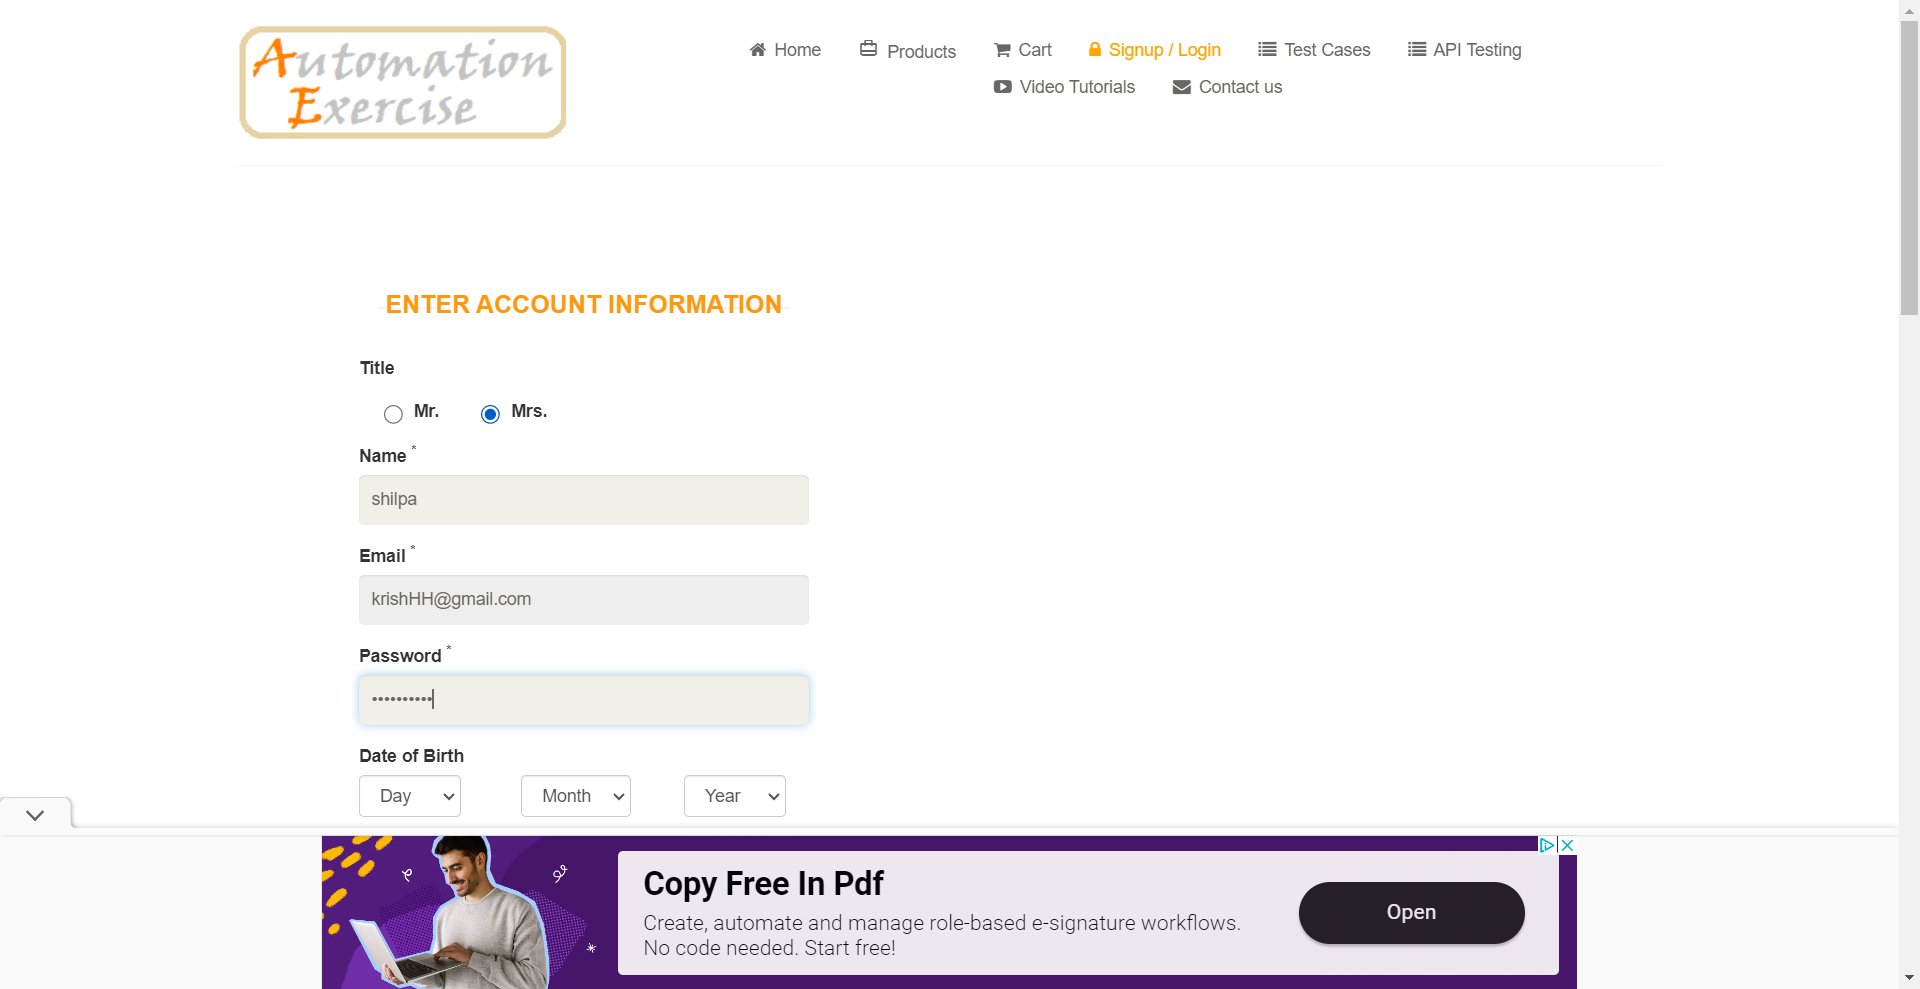 Automation
Exercise
Home
Products
Cart
Signup / Login
Test Cases
API Testing
Video Tutorials
Contact us
ENTER ACCOUNT INFORMATION
Title
Mr.
Mrs.
Name *
shilpa
Email *
krishHH@gmail.com
Password *
••••••••••
Date of Birth
Day
Month
Year
Copy Free In Pdf
Create, automate and manage role-based e-signature workflows.
No code needed. Start free!
Open